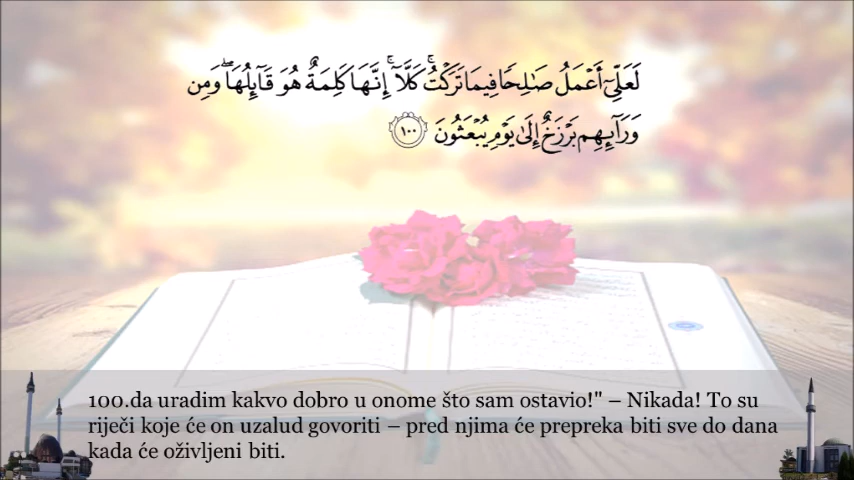 لَعَلِّىٓ أَعْمَلُ صَـٰلِحًا فِيمَا تَرَكْتُ ۚ كَلَّآ ۚ إِنَّهَا كَلِمَةٌ هُوَ قَآئِلُهَا ۖ وَمِن
وَرَآئِهِم بَرْزَخٌ إِلَىٰ يَوْمِ يُبْعَثُونَ ١٠٠
100.da uradim kakvo dobro u onome što sam ostavio!" – Nikada! To su
riječi koje će on uzalud govoriti – pred njima će prepreka biti sve do dana
kada će oživljeni biti.